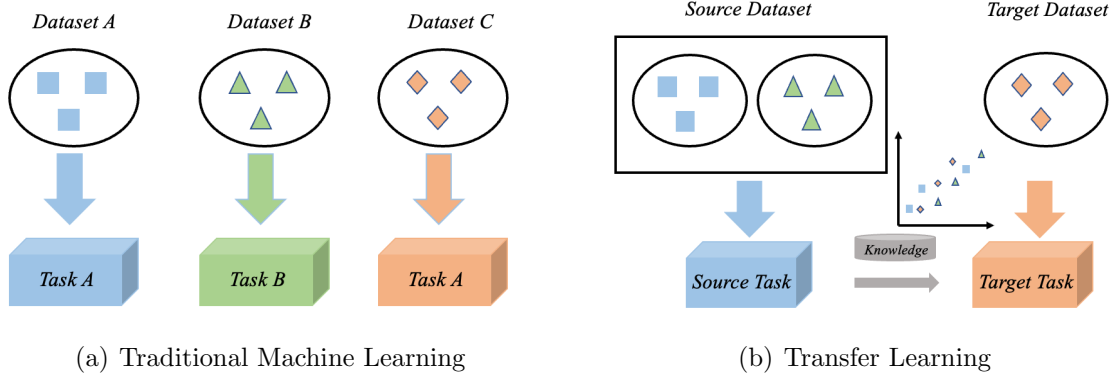 Dataset A
Dataset B
Dataset C
Source Dataset
Target Dataset
Task A
Task B
Task A
Source Task
Knowledge
Target Task
(a) Traditional Machine Learning
(b) Transfer Learning